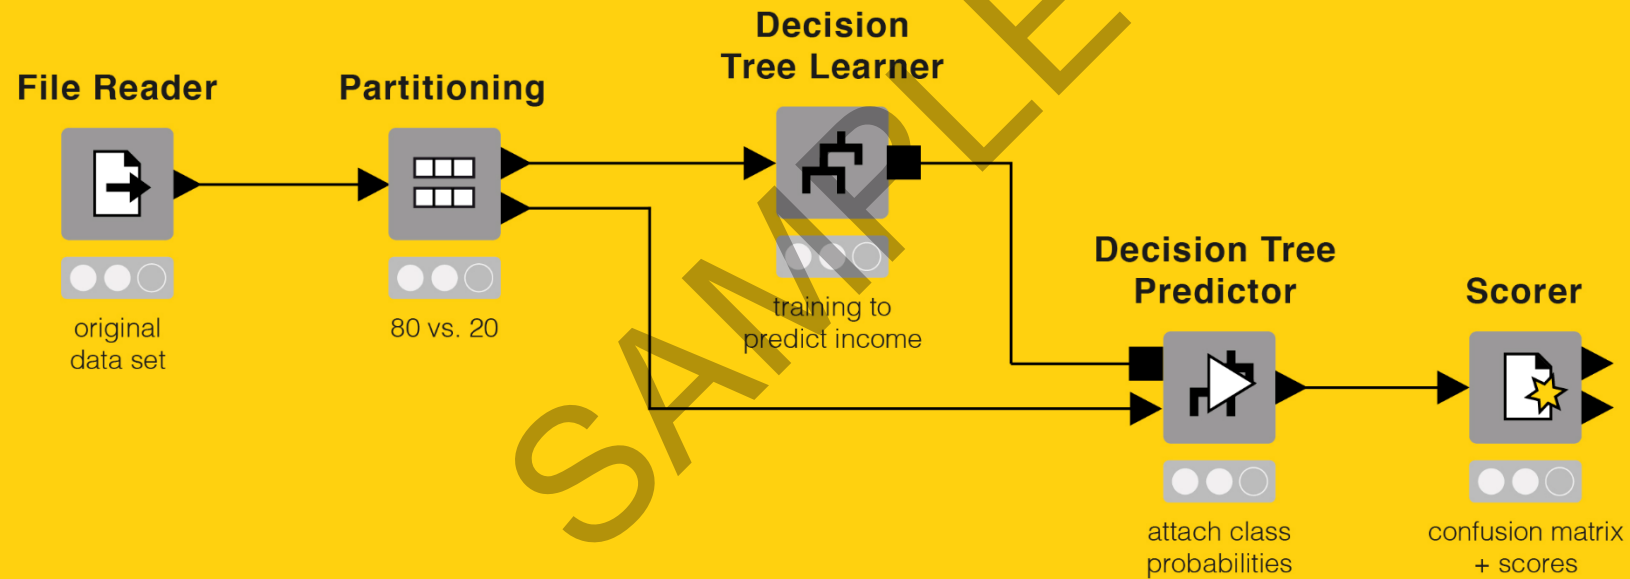 File Reader
original
data set
Partitioning
80 vs. 20
Decision
Tree Learner
training to
predict income
Decision Tree
Predictor
attach class
probabilities
Scorer
confusion matrix
+ scores
SAMPLE